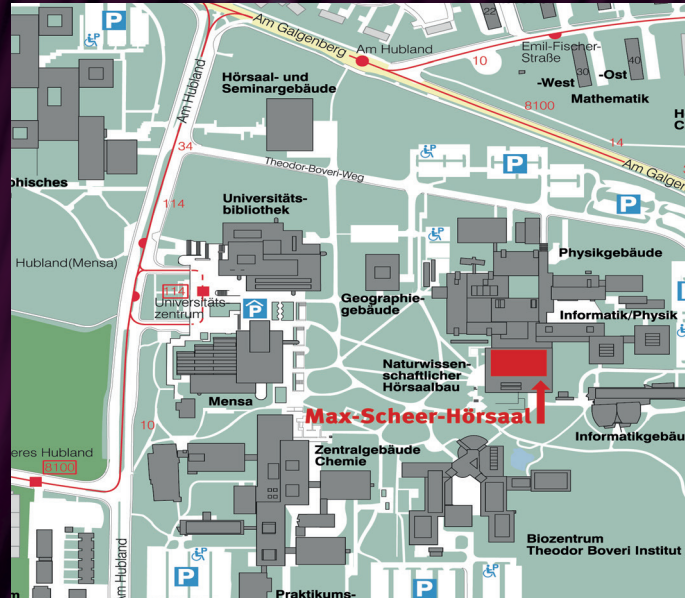 P
P
22
Am Galgenberg
Am Hubland
10
Emil-Fischer-
Straße
30
40
-West
-Ost
Mathematik
8100
14
Am Hubland
Hörsaal- und
Seminargebäude
34
Theodor-Boveri-Weg
P
P
Am Galgen
P
ohisches
114
Universitäts-
bibliothek
P
Physikgebäude
Hubland(Mensa)
114
Universitäts-
zentrum
P
Geographie-
gebäude
Informatik/Physik
Naturwissen-
schaftlicher
Hörsaalbau
Mensa
Max-Scheer-Hörsaal
10
Informatikgebäu
eres Hubland
8100
Zentralgebäude
Chemie
Biozentrum
Theodor Boveri Institut
Am Hubland
P
P
P
P
Praktikums-